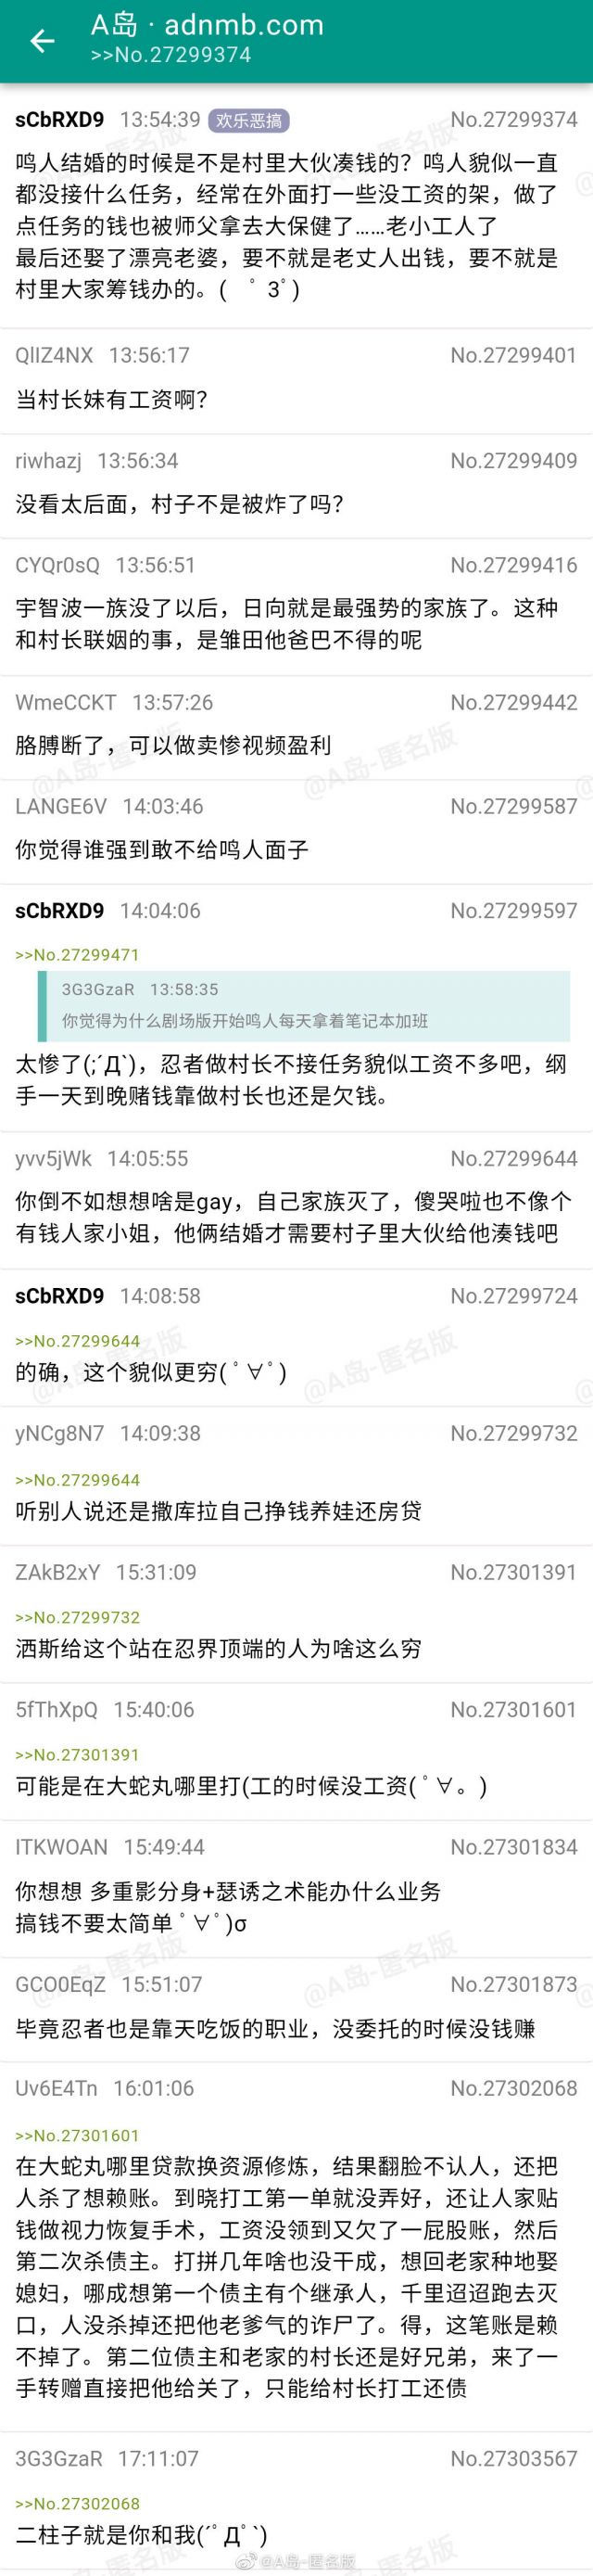 A岛 · adnmb.com
>>No.27299374
sCbRXD9 13:54:39 欢乐恶搞 No.27299374
鸣人结婚的时候是不是村里大伙凑钱的？鸣人貌似一直
都没接什么任务，经常在外面打一些没工资的架，做了
点任务的钱也被师父拿去大保健了……老小工人了
最后还娶了漂亮老婆，要不就是老丈人出钱，要不就是
村里大家筹钱办的。( ﾟ 3ﾟ)
QlIZ4NX 13:56:17 No.27299401
当村长妹有工资啊？
riwhazj 13:56:34 No.27299409
没看太后面，村子不是被炸了吗？
CYQr0sQ 13:56:51 No.27299416
宇智波一族没了以后，日向就是最强势的家族了。这种
和村长联姻的事，是雏田他爸巴不得的呢
WmeCCKT 13:57:26 No.27299442
胳膊断了，可以做卖惨视频盈利
LANGE6V 14:03:46 No.27299587
你觉得谁强到敢不给鸣人面子
sCbRXD9 14:04:06 No.27299597
>>No.27299471
3G3GzaR 13:58:35
你觉得为什么剧场版开始鸣人每天拿着笔记本加班
太惨了(;´Д`)，忍者做村长不接任务貌似工资不多吧，纲
手一天到晚赌钱靠做村长也还是欠钱。
yvv5jWk 14:05:55 No.27299644
你倒不如想想啥是gay，自己家族灭了，傻哭啦也不像个
有钱人家小姐，他俩结婚才需要村子里大伙给他凑钱吧
sCbRXD9 14:08:58 No.27299724
>>No.27299644
的确，这个貌似更穷( ﾟ∀ﾟ)
yNCg8N7 14:09:38 No.27299732
>>No.27299644
听别人说还是撒库拉自己挣钱养娃还房贷
ZAkB2xY 15:31:09 No.27301391
>>No.27299732
洒斯给这个站在忍界顶端的人为啥这么穷
5fThXpQ 15:40:06 No.27301601
>>No.27301391
可能是在大蛇丸哪里打(工的时候没工资( ﾟ∀。)
ITKWOAN 15:49:44 No.27301834
你想想 多重影分身+瑟诱之术能办什么业务
搞钱不要太简单 ﾟ∀ﾟ)σ
GCO0EqZ 15:51:07 No.27301873
毕竟忍者也是靠天吃饭的职业，没委托的时候没钱赚
Uv6E4Tn 16:01:06 No.27302068
>>No.27301601
在大蛇丸哪里贷款换资源修炼，结果翻脸不认人，还把
人杀了想赖账。到晓打工第一单就没弄好，还让人家贴
钱做视力恢复手术，工资没领到又欠了一屁股账，然后
第二次杀债主。打拼几年啥也没干成，想回老家种地娶
媳妇，哪成想第一个债主有个继承人，千里迢迢跑去灭
口，人没杀掉还把他老爹气的诈尸了。得，这笔账是赖
不掉了。第二位债主和老家的村长还是好兄弟，来了一
手转赠直接把他给关了，只能给村长打工还债
3G3GzaR 17:11:07 No.27303567
>>No.27302068
二柱子就是你和我(´ﾟДﾟ`)
@A岛-匿名版